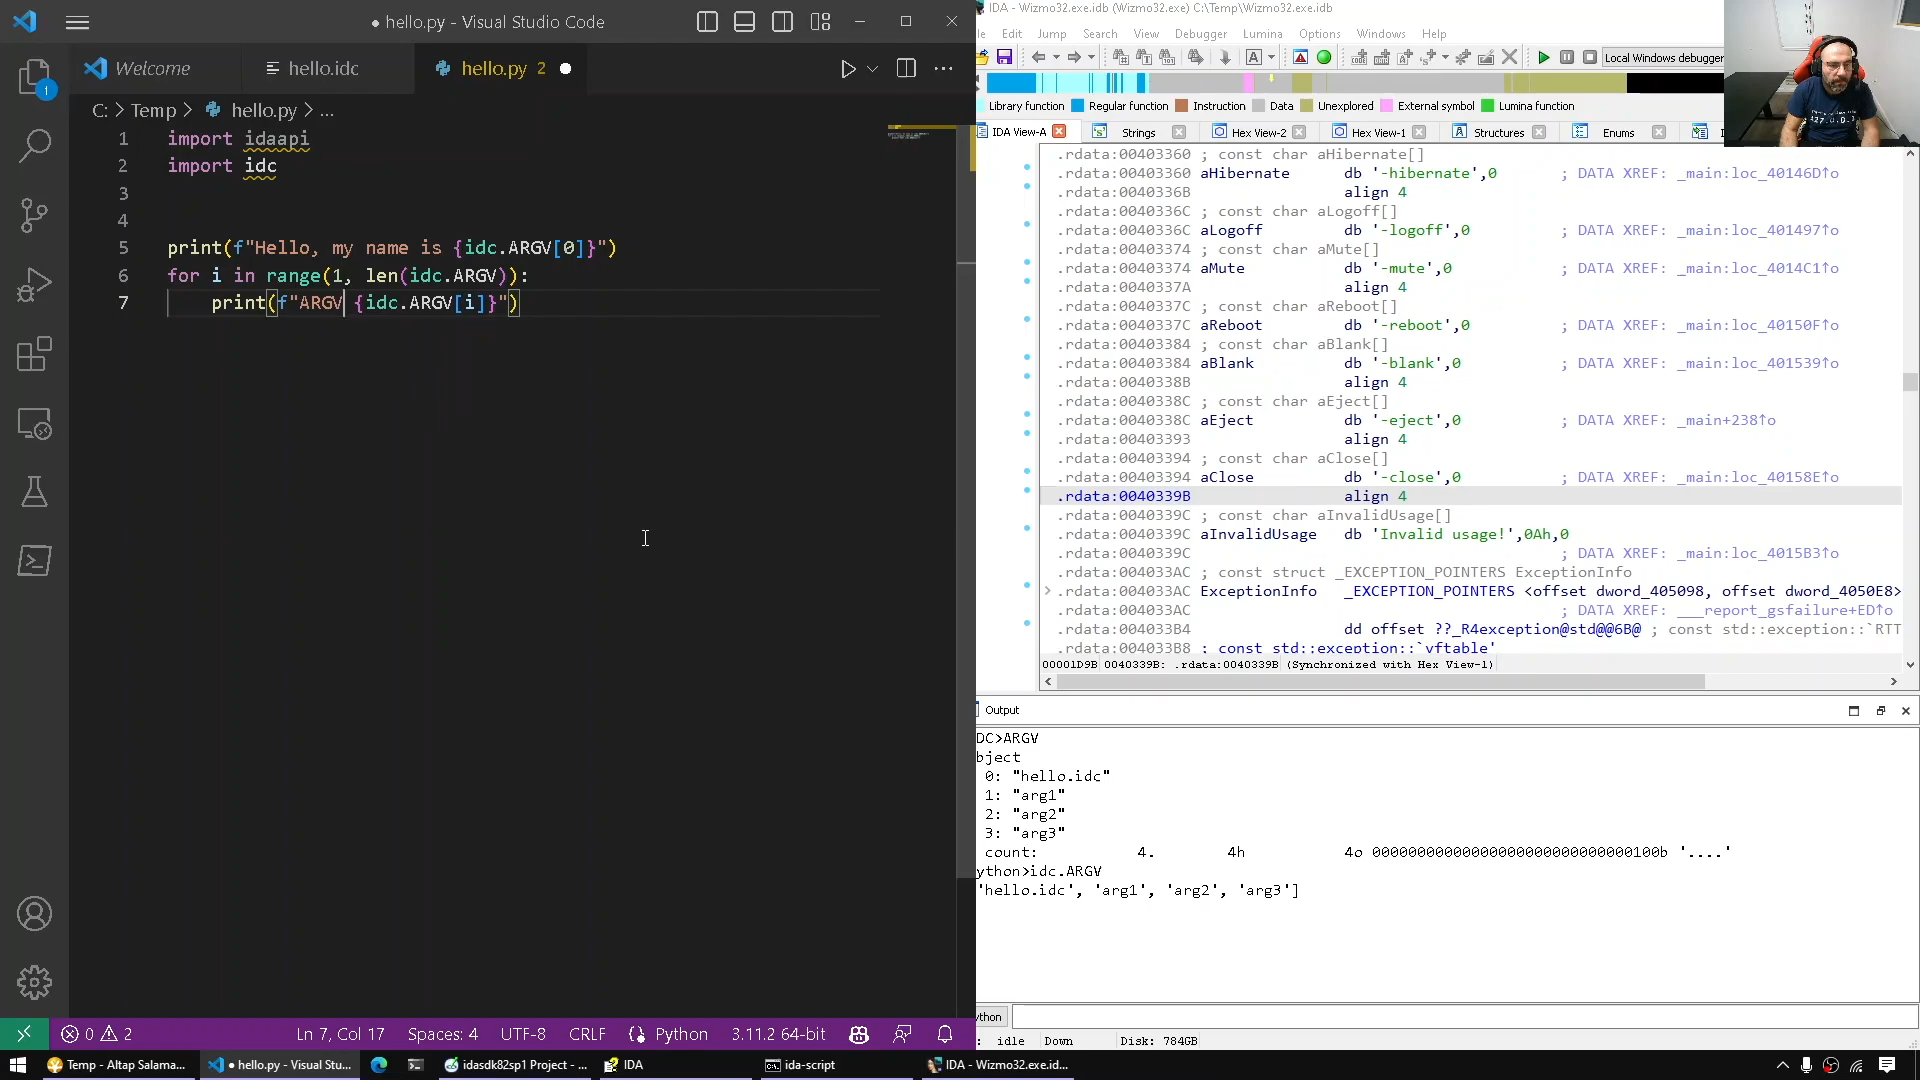 ● hello.py - Visual Studio Code
Welcome
hello.idc
hello.py 2
C: > Temp > hello.py > ...
1 import idaapi
2 import idc
3
4
5 print(f"Hello, my name is {idc.ARGV[0]}")
6 for i in range(1, len(idc.ARGV)):
7 print(f"ARGV {idc.ARGV[i]}")
1
0 2
Ln 7, Col 17 Spaces: 4 UTF-8 CRLF Python 3.11.2 64-bit
IDA - Wizmo32.exe.idb (Wizmo32.exe) C:\Temp\Wizmo32.exe.idb
le Edit Jump Search View Debugger Lumina Options Windows Help
Local Windows debugger
Library function Regular function Instruction Data Unexplored External symbol Lumina function
IDA View-A Strings Hex View-2 Hex View-1 Structures Enums
.rdata:00403360 ; const char aHibernate[]
.rdata:00403360 aHibernate db '-hibernate',0 ; DATA XREF: _main:loc_40146D↑o
.rdata:0040336B align 4
.rdata:0040336C ; const char aLogoff[]
.rdata:0040336C aLogoff db '-logoff',0 ; DATA XREF: _main:loc_401497↑o
.rdata:00403374 ; const char aMute[]
.rdata:00403374 aMute db '-mute',0 ; DATA XREF: _main:loc_4014C1↑o
.rdata:0040337A align 4
.rdata:0040337C ; const char aReboot[]
.rdata:0040337C aReboot db '-reboot',0 ; DATA XREF: _main:loc_40150F↑o
.rdata:00403384 ; const char aBlank[]
.rdata:00403384 aBlank db '-blank',0 ; DATA XREF: _main:loc_401539↑o
.rdata:0040338B align 4
.rdata:0040338C ; const char aEject[]
.rdata:0040338C aEject db '-eject',0 ; DATA XREF: _main+238↑o
.rdata:00403393 align 4
.rdata:00403394 ; const char aClose[]
.rdata:00403394 aClose db '-close',0 ; DATA XREF: _main:loc_40158E↑o
.rdata:0040339B align 4
.rdata:0040339C ; const char aInvalidUsage[]
.rdata:0040339C aInvalidUsage db 'Invalid usage!',0Ah,0
.rdata:0040339C ; DATA XREF: _main:loc_4015B3↑o
.rdata:004033AC ; const struct _EXCEPTION_POINTERS ExceptionInfo
.rdata:004033AC ExceptionInfo _EXCEPTION_POINTERS <offset dword_405098, offset dword_4050E8>
.rdata:004033AC ; DATA XREF: ___report_gsfailure+ED↑o
.rdata:004033B4 dd offset ??_R4exception@std@@6B@ ; const std::exception::`RTT
.rdata:004033B8 ; const std::exception::`vftable'
00001D9B 0040339B: .rdata:0040339B (Synchronized with Hex View-1)
Output
DC>ARGV
bject
0: "hello.idc"
1: "arg1"
2: "arg2"
3: "arg3"
count: 4. 4h 4o 00000000000000000000000000000100b '....'
ython>idc.ARGV
'hello.idc', 'arg1', 'arg2', 'arg3']
thon
: idle Down Disk: 784GB
127.0.0.1
Temp - Altap Salama...
● hello.py - Visual Stu...
idasdk82sp1 Project - ...
IDA
ida-script
IDA - Wizmo32.exe.id...